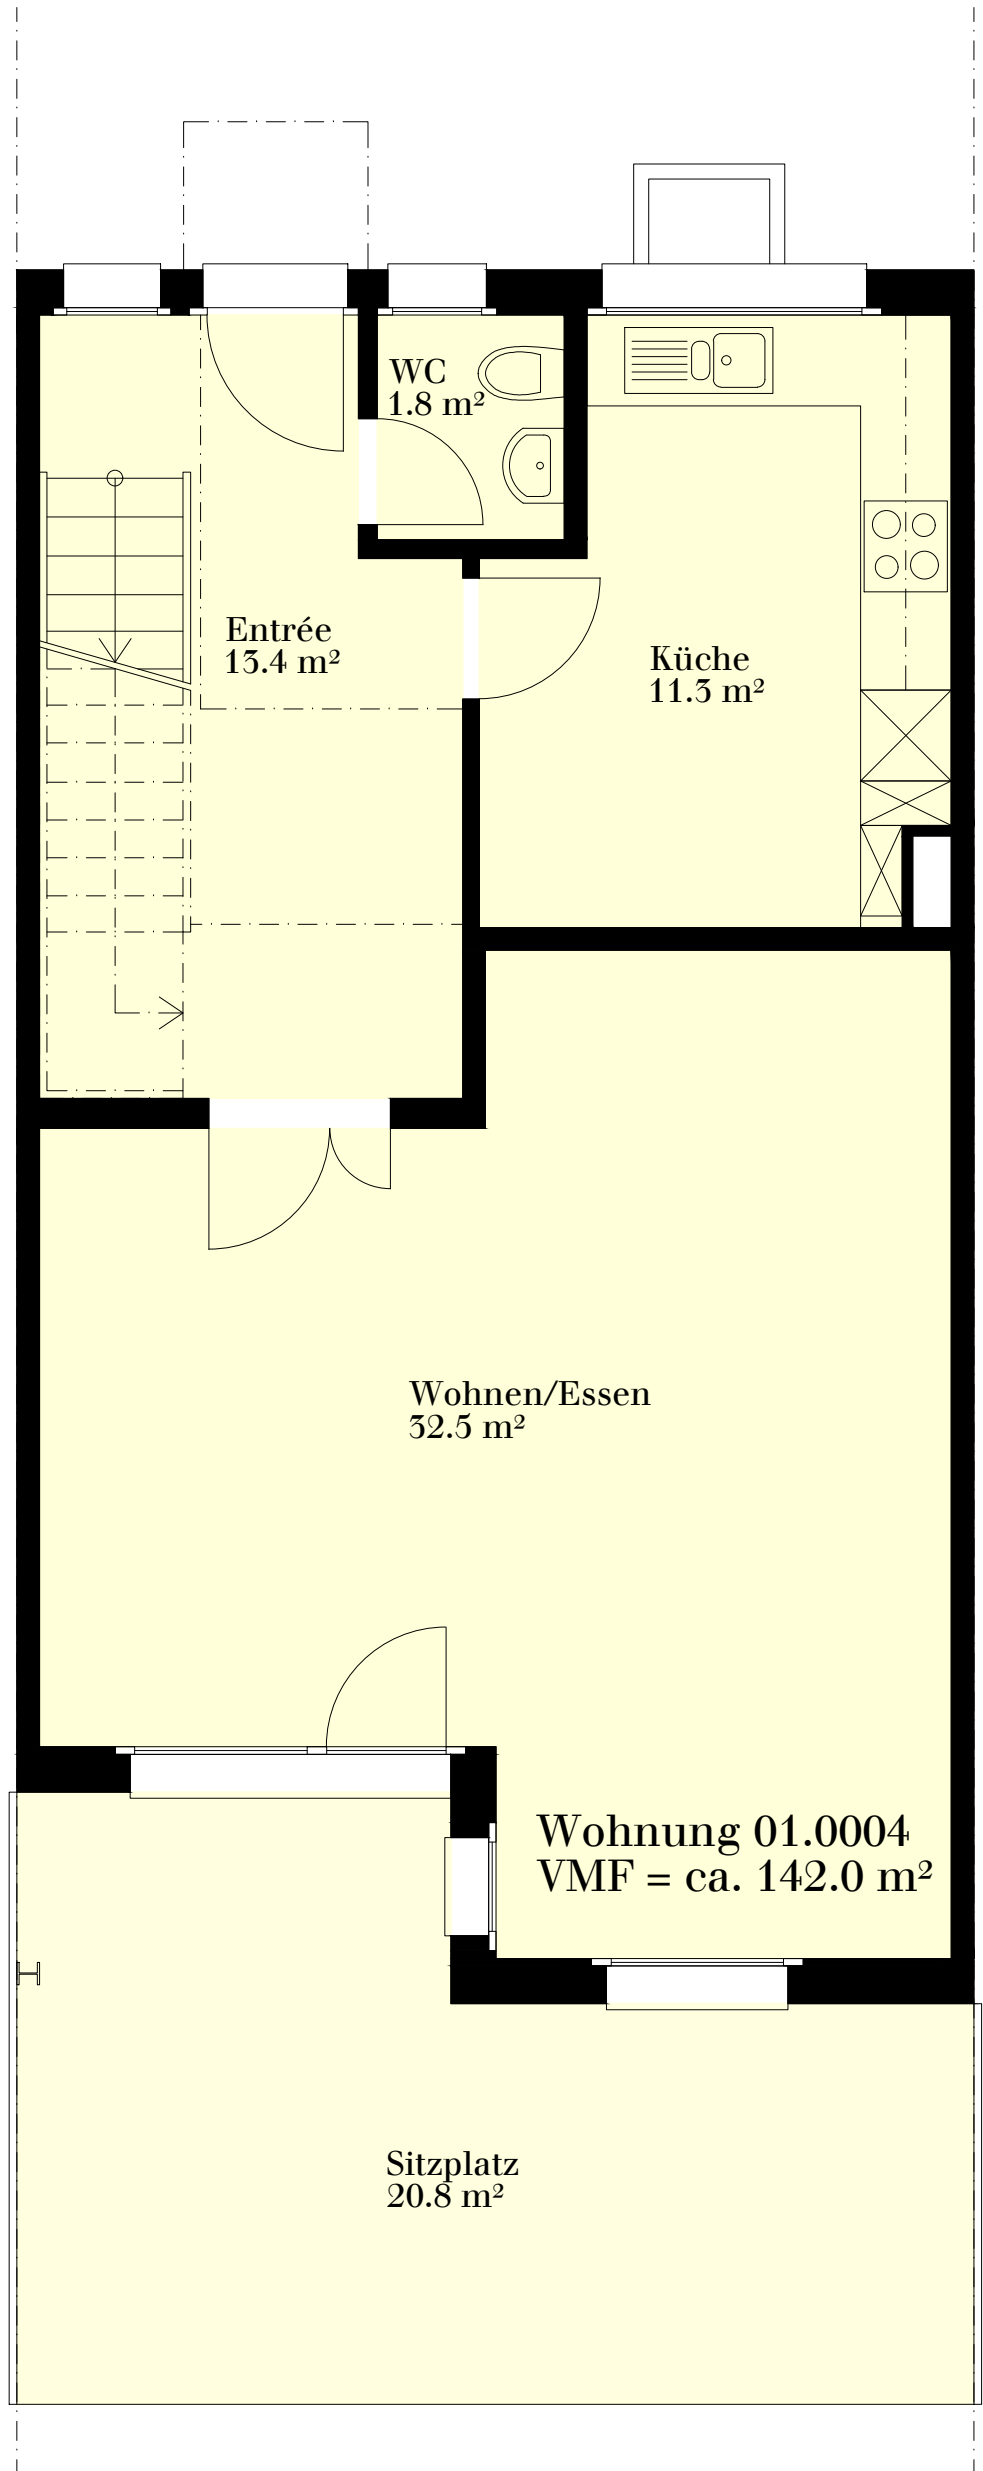 WC
1.8 m²
Entrée
13.4 m²
Küche
11.3 m²
Wohnen/Essen
32.5 m²
Wohnung 01.0004
VMF = ca. 142.0 m²
Sitzplatz
20.8 m²